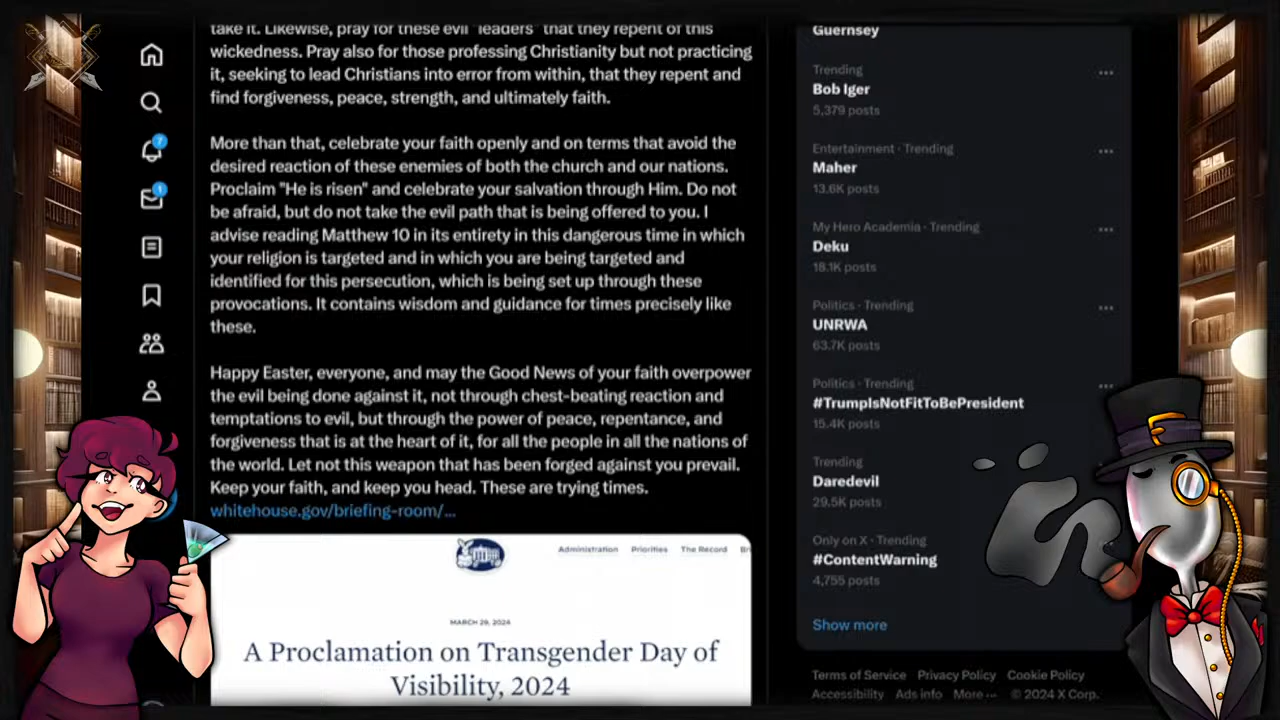 take it. Likewise, pray for these evil "leaders" that they repent of this
wickedness. Pray also for those professing Christianity but not practicing
it, seeking to lead Christians into error from within, that they repent and
find forgiveness, peace, strength, and ultimately faith.
More than that, celebrate your faith openly and on terms that avoid the
desired reaction of these enemies of both the church and our nations.
Proclaim "He is risen" and celebrate your salvation through Him. Do not
be afraid, but do not take the evil path that is being offered to you. I
advise reading Matthew 10 in its entirety in this dangerous time in which
your religion is targeted and in which you are being targeted and
identified for this persecution, which is being set up through these
provocations. It contains wisdom and guidance for times precisely like
these.
Happy Easter, everyone, and may the Good News of your faith overpower
the evil being done against it, not through chest-beating reaction and
temptations to evil, but through the power of peace, repentance, and
forgiveness that is at the heart of it, for all the people in all the nations of
the world. Let not this weapon that has been forged against you prevail.
Keep your faith, and keep you head. These are trying times.
whitehouse.gov/briefing-room/...
Administration Priorities The Record Bri
MARCH 29, 2024
A Proclamation on Transgender Day of
Visibility, 2024
7
1
Guernsey
Trending
Bob Iger
5,379 posts
Entertainment · Trending
Maher
13.6K posts
My Hero Academia · Trending
Deku
18.1K posts
Politics · Trending
UNRWA
63.7K posts
Politics · Trending
#TrumpIsNotFitToBePresident
15.4K posts
Trending
Daredevil
29.5K posts
Only on X · Trending
#ContentWarning
4,755 posts
Show more
Terms of Service Privacy Policy Cookie Policy
Accessibility Ads info More ··· © 2024 X Corp.